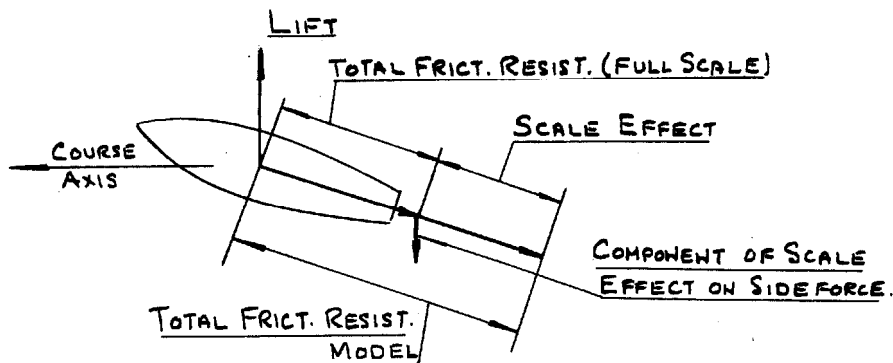 LIFT
TOTAL FRICT. RESIST. (FULL SCALE)
SCALE EFFECT
COURSE
AXIS
COMPONENT OF SCALE
EFFECT ON SIDEFORCE.
TOTAL FRICT. RESIST.
MODEL